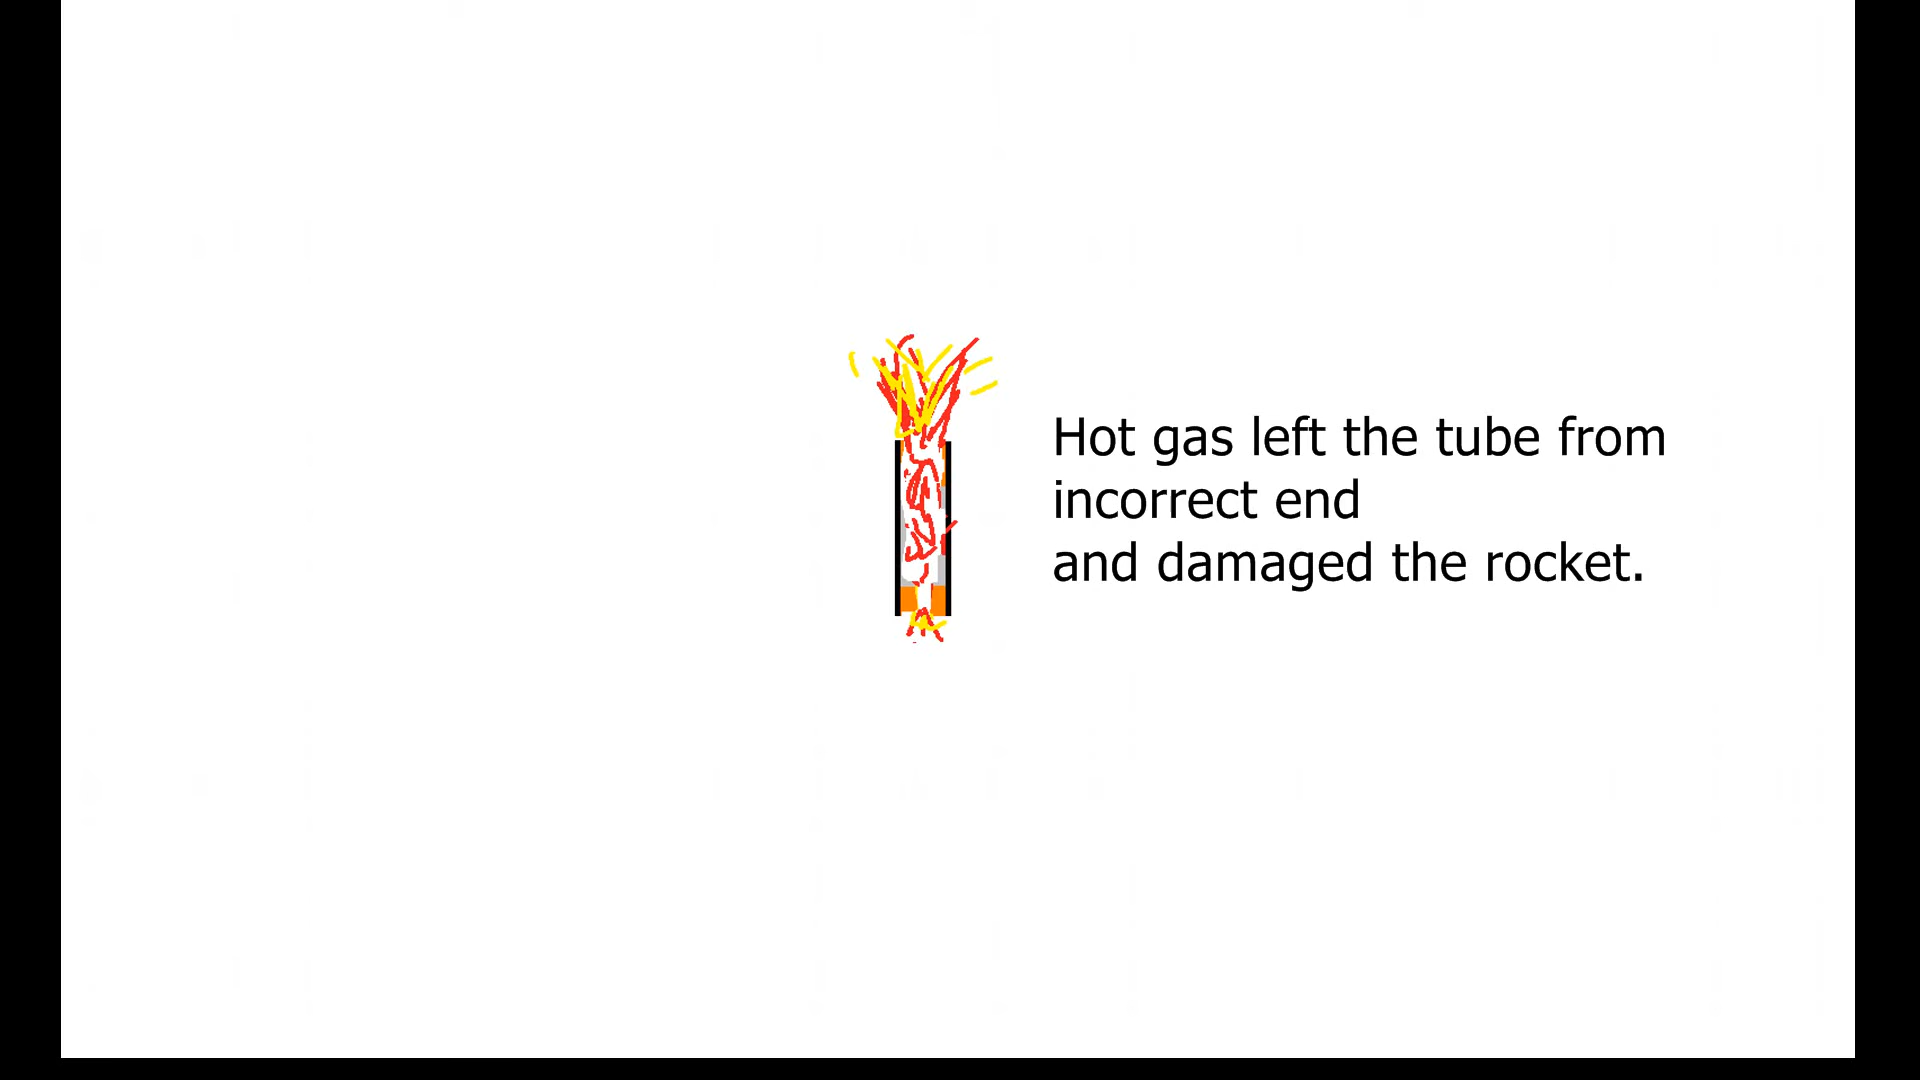 Hot gas left the tube from
incorrect end
and damaged the rocket.